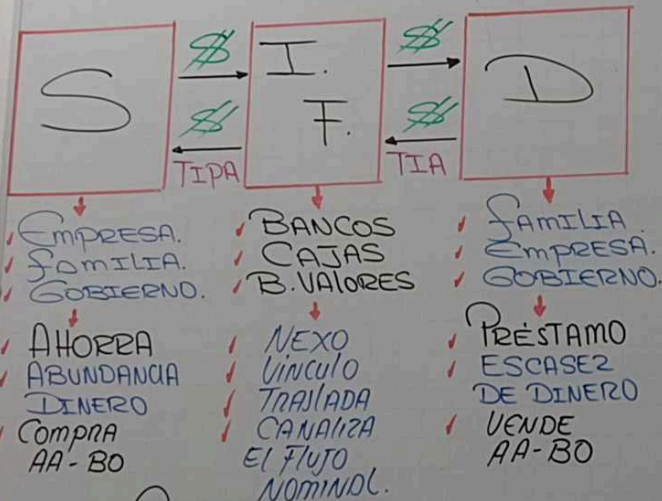 S
$
$
TIPA
I.
F.
$
$
TIA
D
EMPRESA.
FAMILIA.
GOBIERNO.
AHORRA
ABUNDANCIA
DINERO
COMPRA
AA-BO
BANCOS
CAJAS
B. VALORES
NEXO
VINCULO
TRASLADA
CANALIZA
El FLUJO
NOMINAL.
FAMILIA.
EMPRESA.
GOBIERNO.
PRÉSTAMO
ESCASEZ
DE DINERO
VENDE
AA-BO